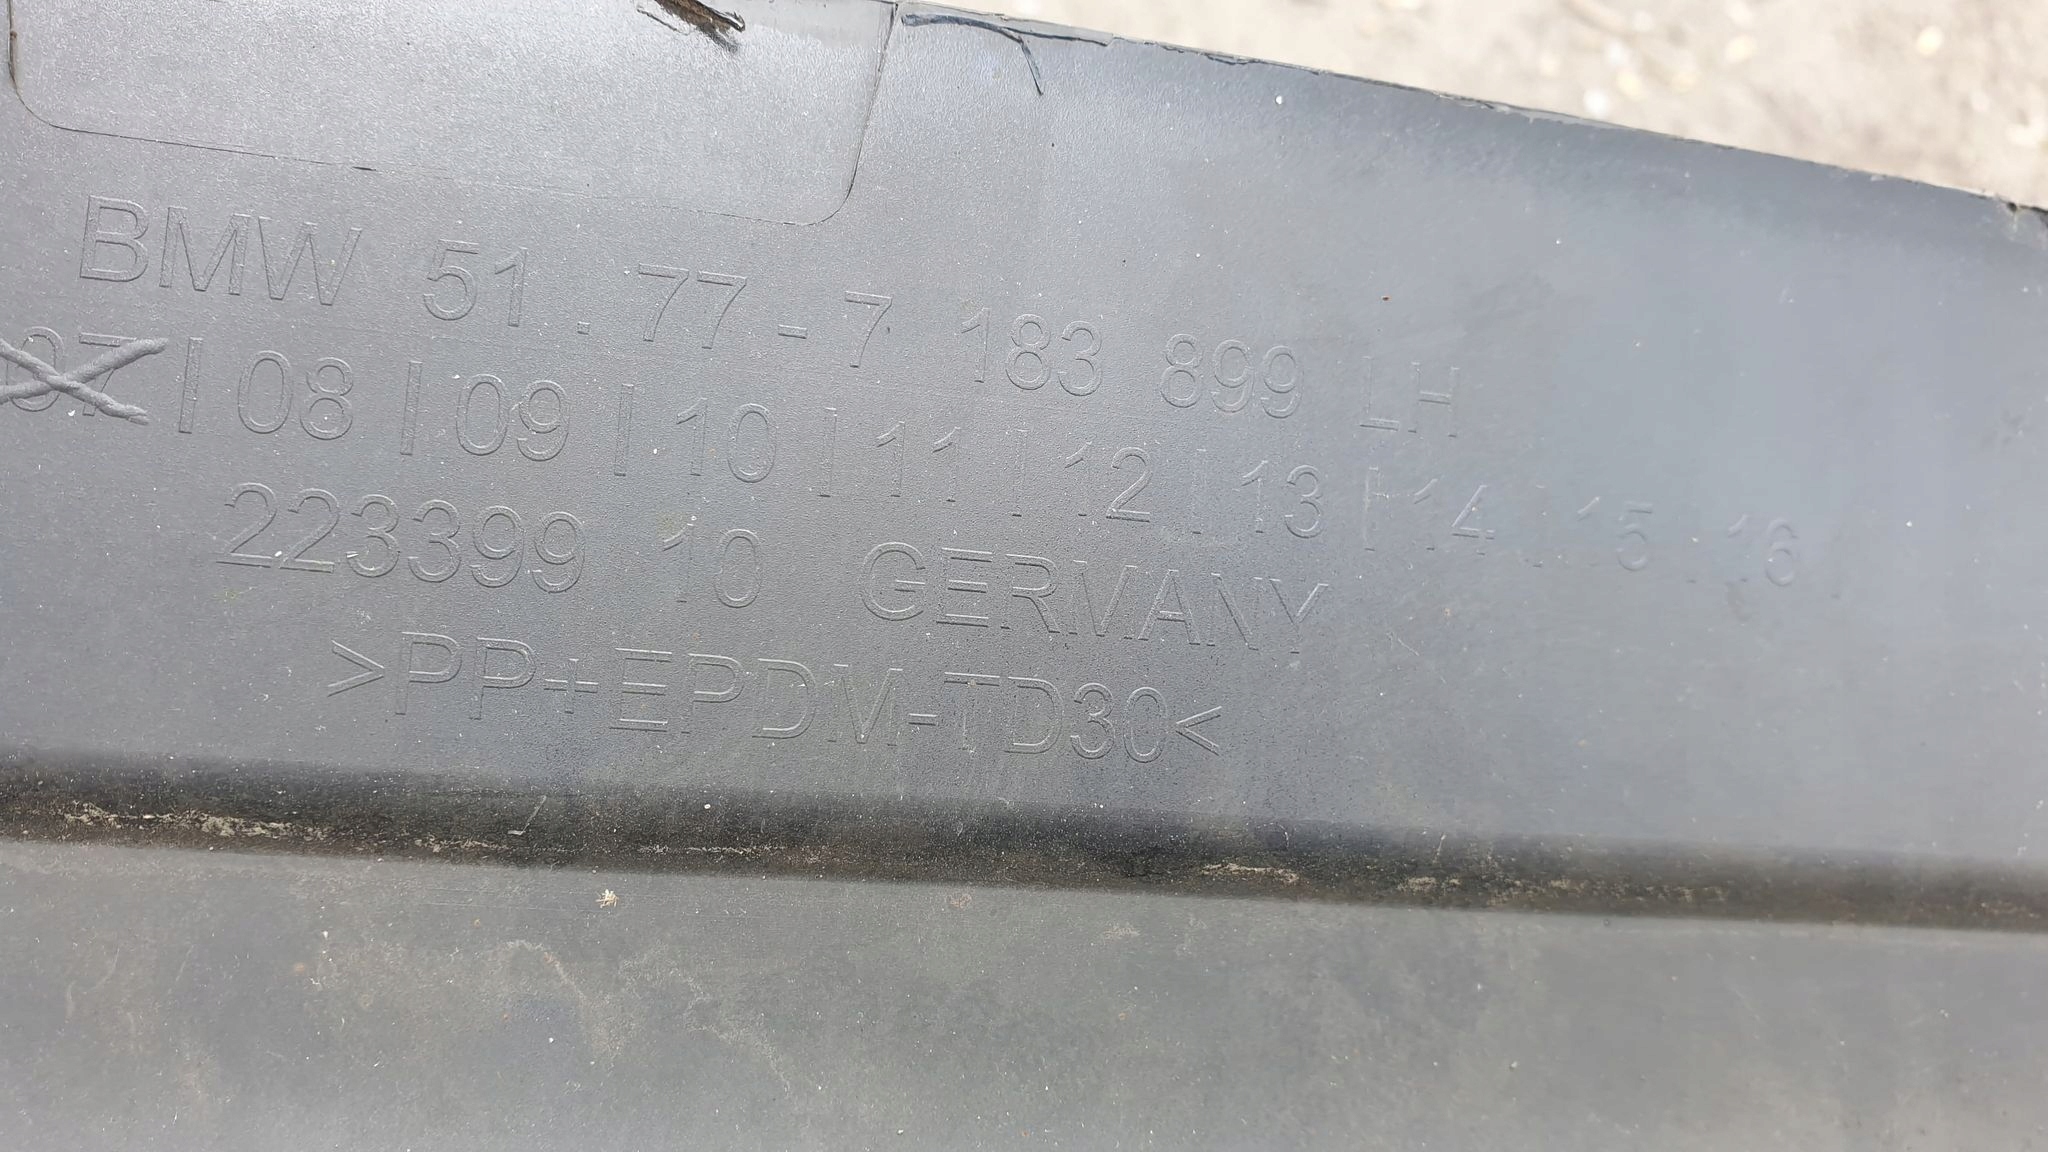 BMW 51.77-7 183 899 LH
07 | 08 | 09 | 10 | 11 | 12 | 13 | 14 | 15 | 16
223399 10 GERMANY
>PP+EPDM-TD30<